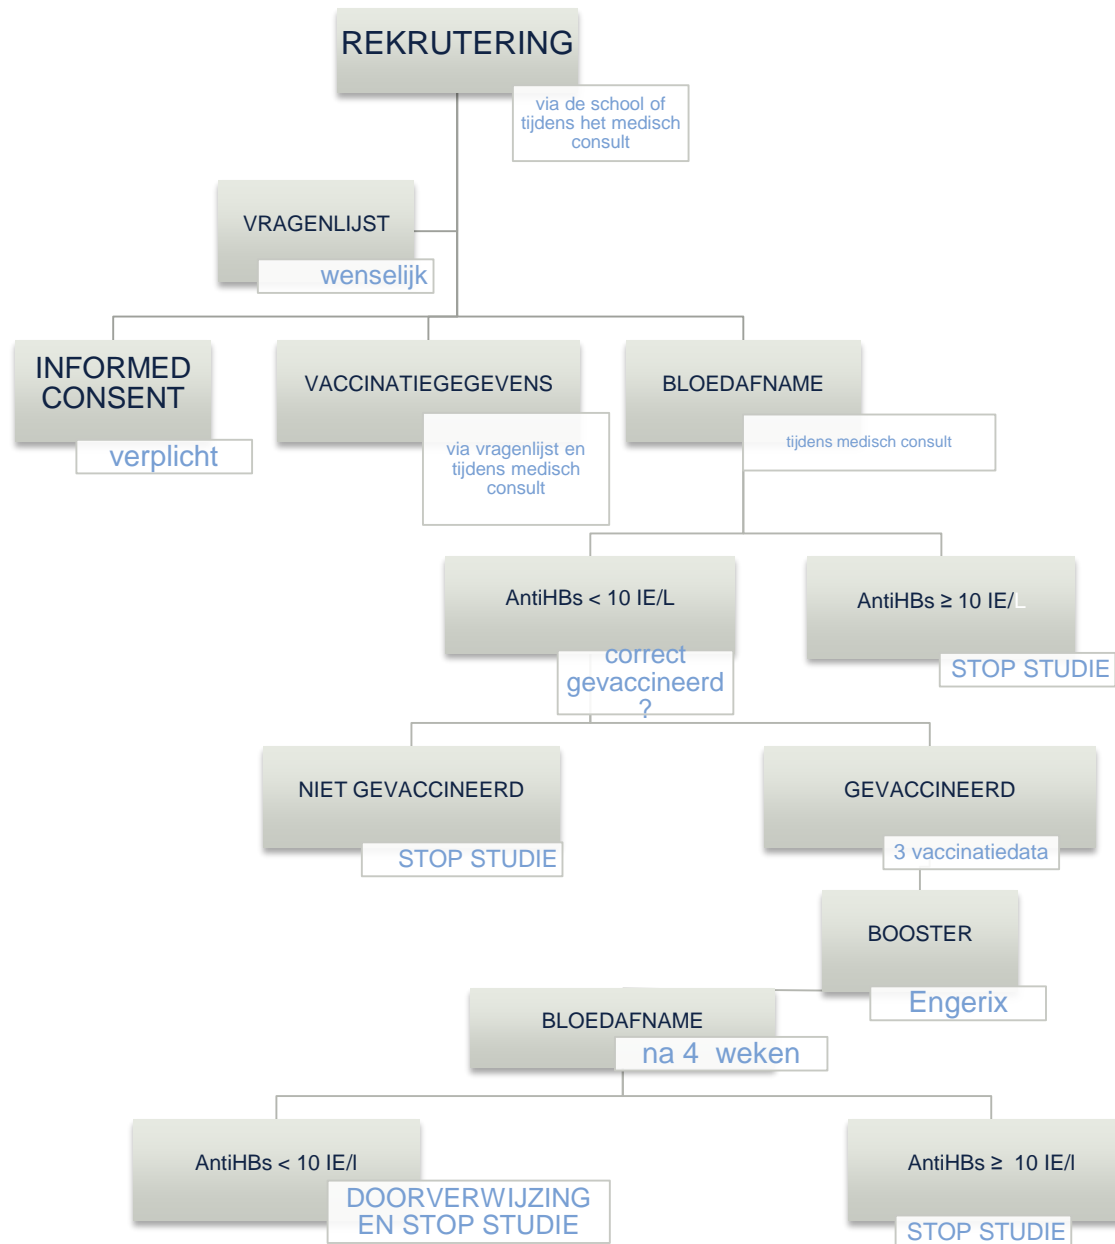 REKRUTERING
via de school of
tijdens het medisch
consult
VRAGENLIJST
wenselijk
INFORMED
CONSENT
verplicht
VACCINATIEGEGEVENS
via vragenlijst en
tijdens medisch
consult
BLOEDAFNAME
tijdens medisch consult
AntiHBs < 10 IE/L
correct
gevaccineerd
?
AntiHBs ≥ 10 IE/L
STOP STUDIE
NIET GEVACCINEERD
STOP STUDIE
GEVACCINEERD
3 vaccinatiedata
BOOSTER
Engerix
BLOEDAFNAME
na 4 weken
AntiHBs < 10 IE/l
DOORVERWIJZING
EN STOP STUDIE
AntiHBs ≥ 10 IE/l
STOP STUDIE